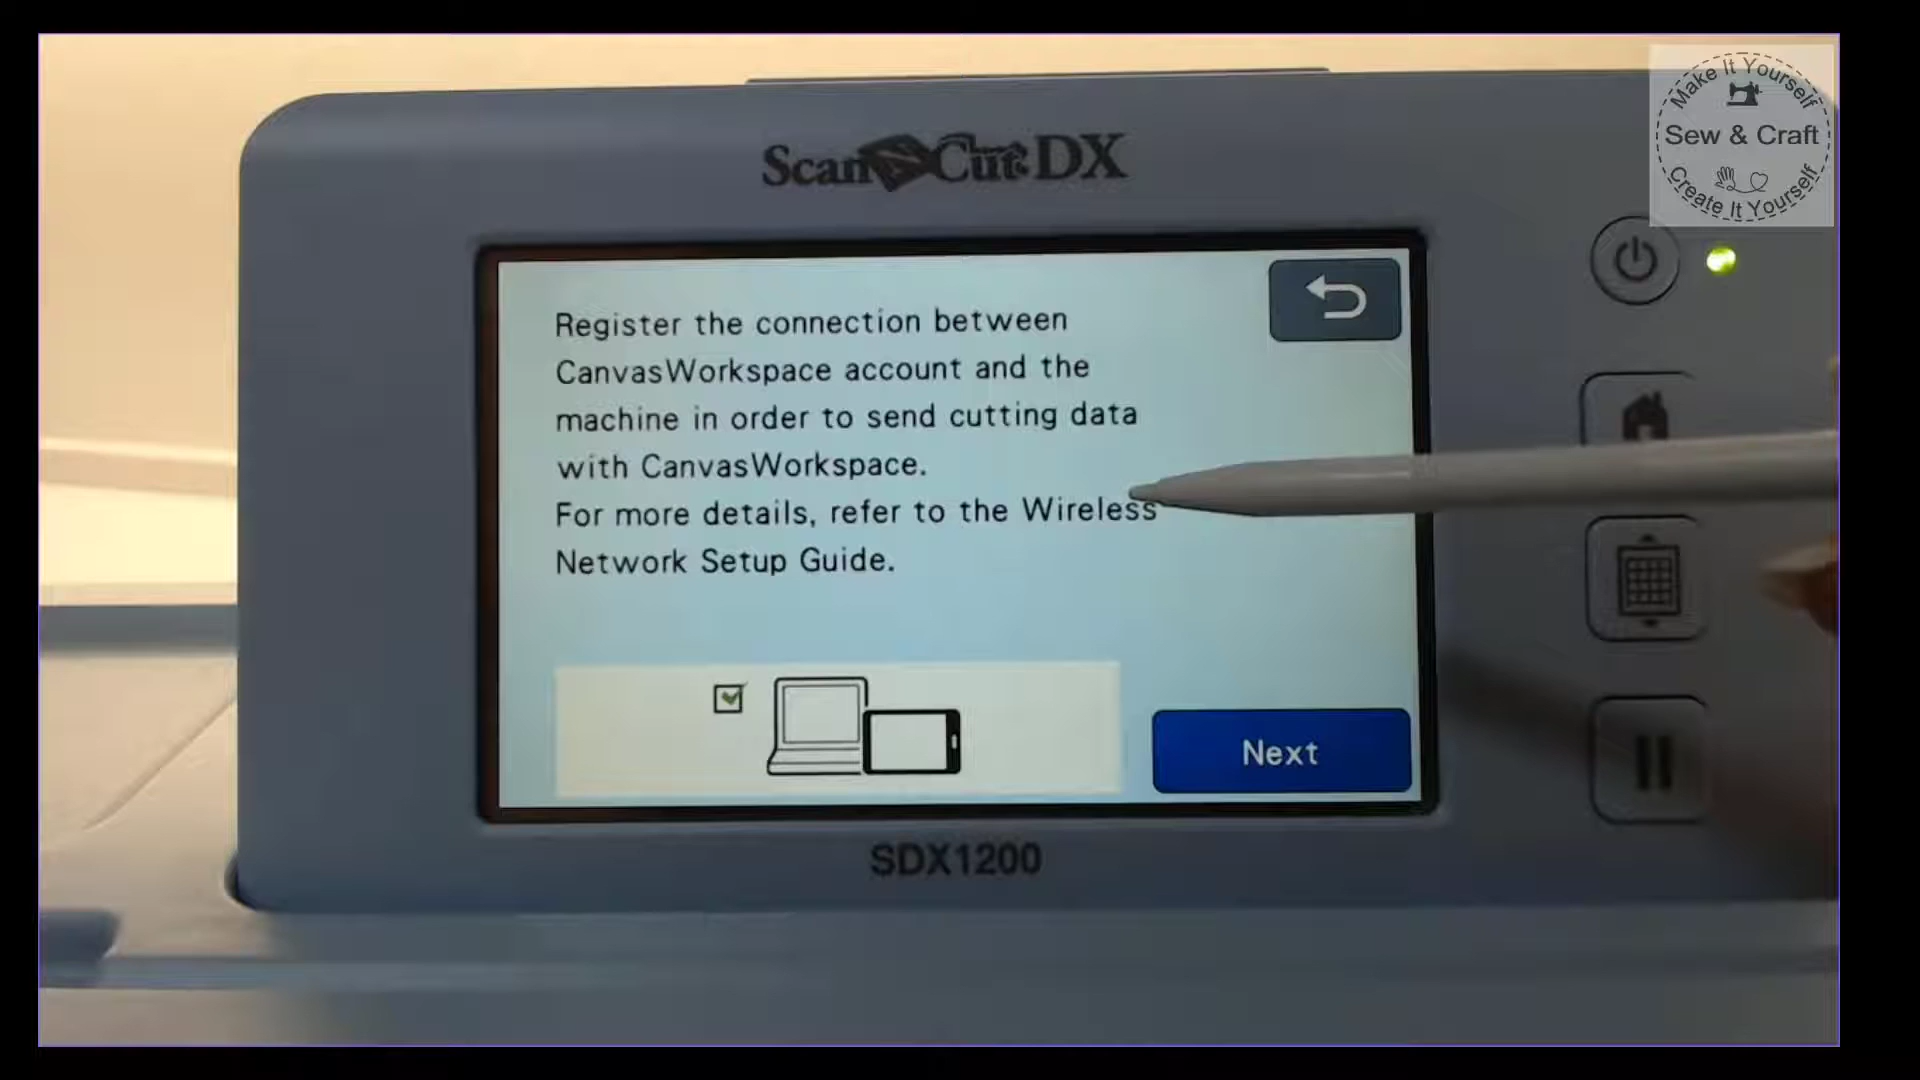 Make It Yourself
Sew & Craft
Create It Yourself
ScanNCut DX
Register the connection between
CanvasWorkspace account and the
machine in order to send cutting data
with CanvasWorkspace.
For more details, refer to the Wireless
Network Setup Guide.
Next
SDX1200